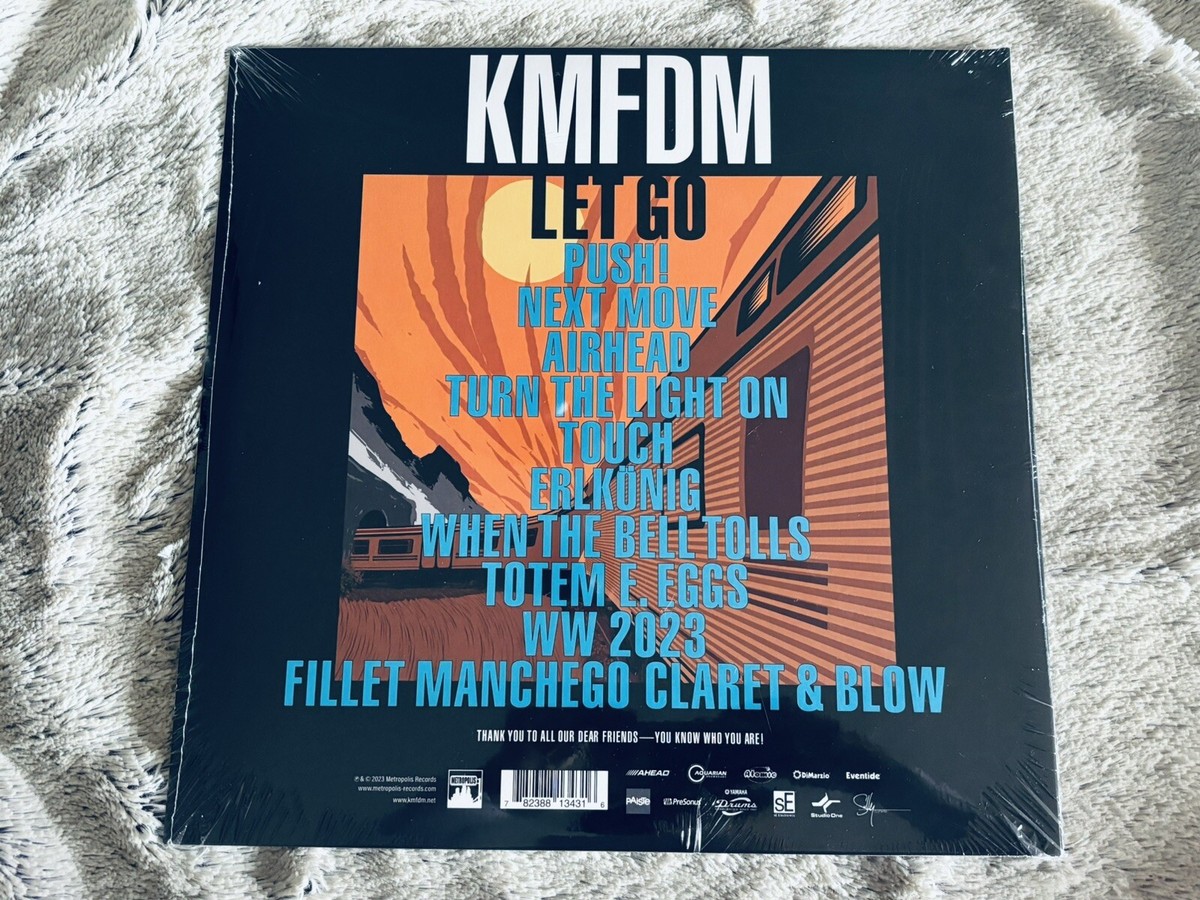 KMFDM
LET GO
PUSH!
NEXT MOVE
AIRHEAD
TURN THE LIGHT ON
TOUCH
ERLKÖNIG
WHEN THE BELL TOLLS
TOTEM E. EGGS
WW 2023
FILLET MANCHEGO CLARET & BLOW
THANK YOU TO ALL OUR DEAR FRIENDS—YOU KNOW WHO YOU ARE!
℗ & © 2023 Metropolis Records
www.metropolis-records.com
www.kmfdm.net
METROPOLIS
7 82388 13431 6
AHEAD
AQUARIAN
Atomic
DiMarzio
Eventide
PAiSTe
PreSonus
YAMAHA
Drums
sE
Studio One